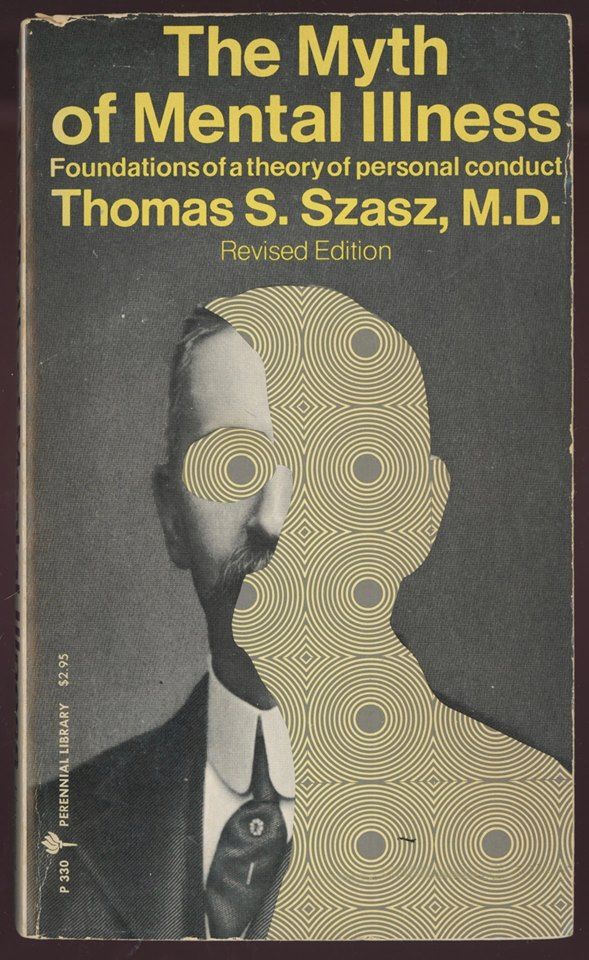 The Myth
of Mental Illness
Foundations of a theory of personal conduct
Thomas S. Szasz, M.D.
Revised Edition
P 330 PERENNIAL LIBRARY $2.95